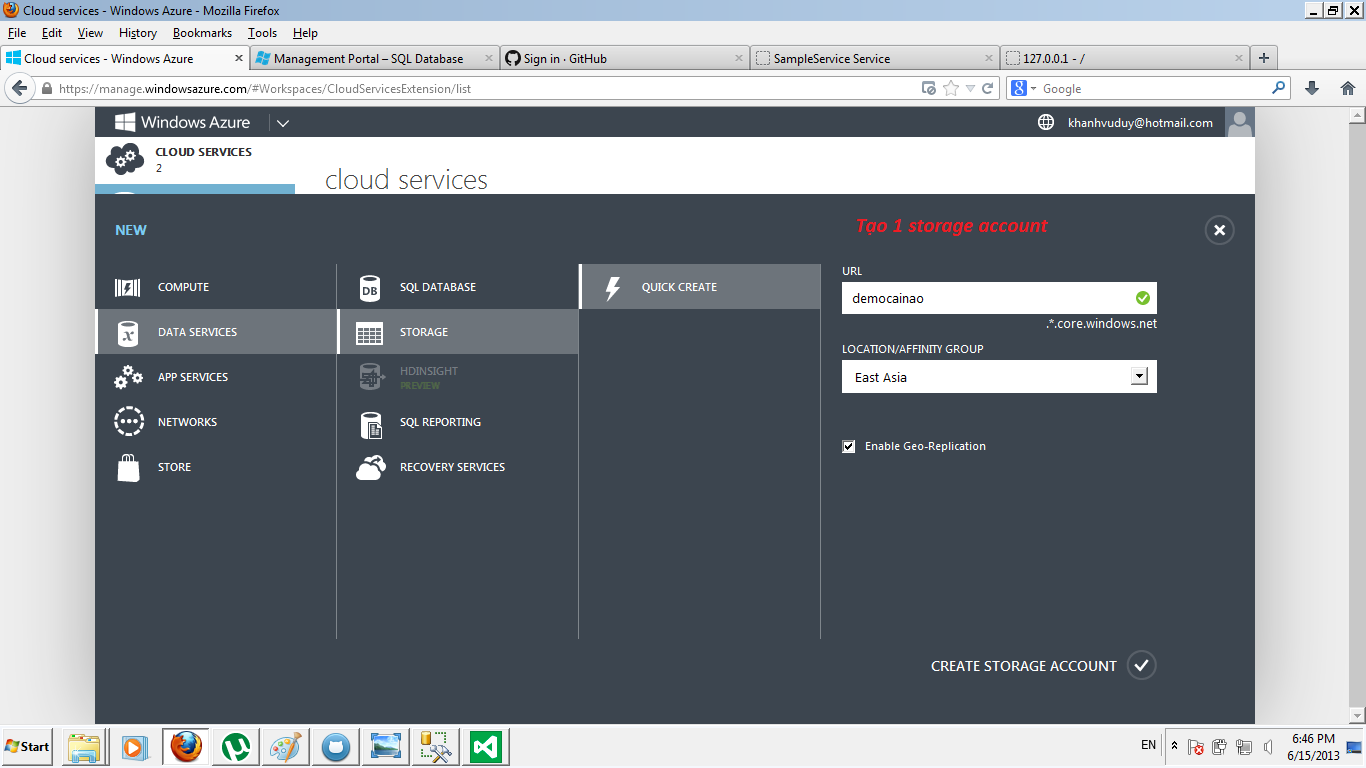 Cloud services - Windows Azure - Mozilla Firefox
File Edit View History Bookmarks Tools Help
Cloud services - Windows Azure
Management Portal – SQL Database
Sign in · GitHub
SampleService Service
127.0.0.1 - /
https://manage.windowsazure.com/#Workspaces/CloudServicesExtension/list
Google
Windows Azure
khanhvuduy@hotmail.com
CLOUD SERVICES
2
cloud services
NEW
Tạo 1 storage account
COMPUTE
DATA SERVICES
APP SERVICES
NETWORKS
STORE
SQL DATABASE
STORAGE
HDINSIGHT
PREVIEW
SQL REPORTING
RECOVERY SERVICES
QUICK CREATE
URL
democainao
.*.core.windows.net
LOCATION/AFFINITY GROUP
East Asia
Enable Geo-Replication
CREATE STORAGE ACCOUNT
Start
EN
6:46 PM
6/15/2013